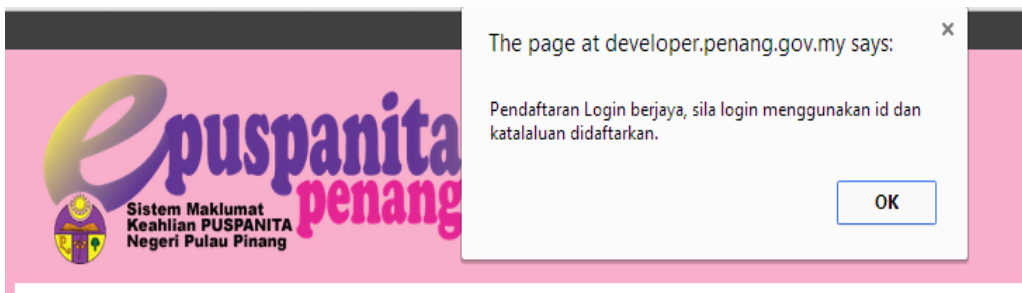 The page at developer.penang.gov.my says:
Pendaftaran Login berjaya, sila login menggunakan id dan
katalaluan didaftarkan.
OK
epuspanita
penang
Sistem Maklumat
Keahlian PUSPANITA
Negeri Pulau Pinang